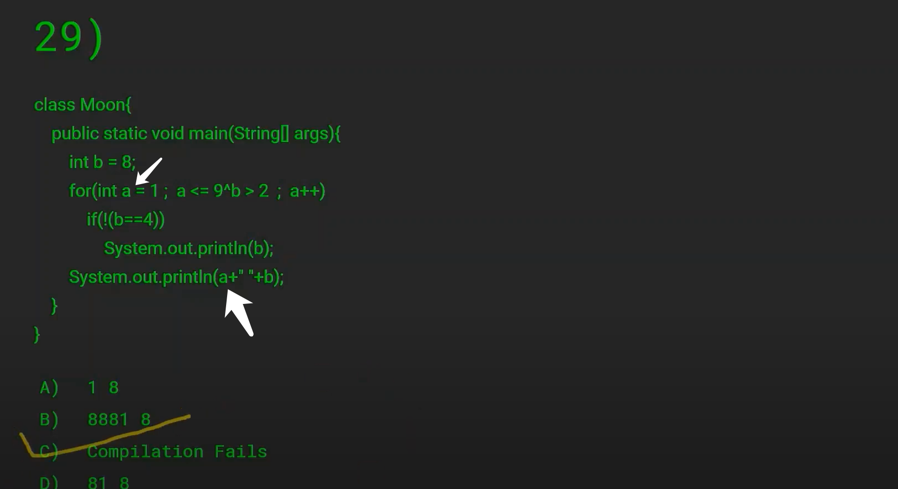 29)
class Moon{
public static void main(String[] args){
int b = 8;
for(int a = 1 ; a <= 9^b > 2 ; a++)
if(!(b==4))
System.out.println(b);
System.out.println(a+" "+b);
}
}
A) 1 8
B) 8881 8
C) Compilation Fails
D) 81 8